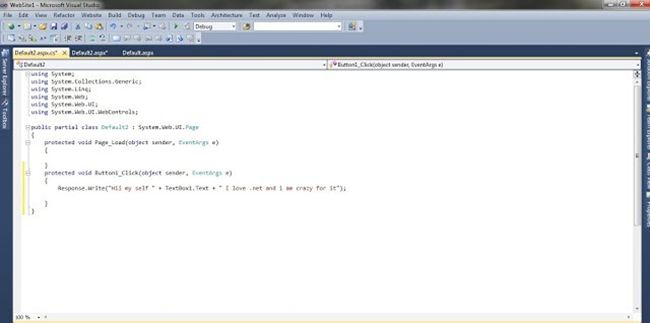 WebSite1 - Microsoft Visual Studio
File Edit View Refactor Website Build Debug Team Data Tools Architecture Test Analyze Window Help
Debug
Default2.aspx.cs* Default2.aspx* Default.aspx
Default2 Button1_Click(object sender, EventArgs e)
Server Explorer
Toolbox
using System;
using System.Collections.Generic;
using System.Linq;
using System.Web;
using System.Web.UI;
using System.Web.UI.WebControls;
public partial class Default2 : System.Web.UI.Page
{
protected void Page_Load(object sender, EventArgs e)
{
}
protected void Button1_Click(object sender, EventArgs e)
{
Response.Write("Hii my self " + TextBox1.Text + " I love .net and i am crazy for it");
}
}
100 %